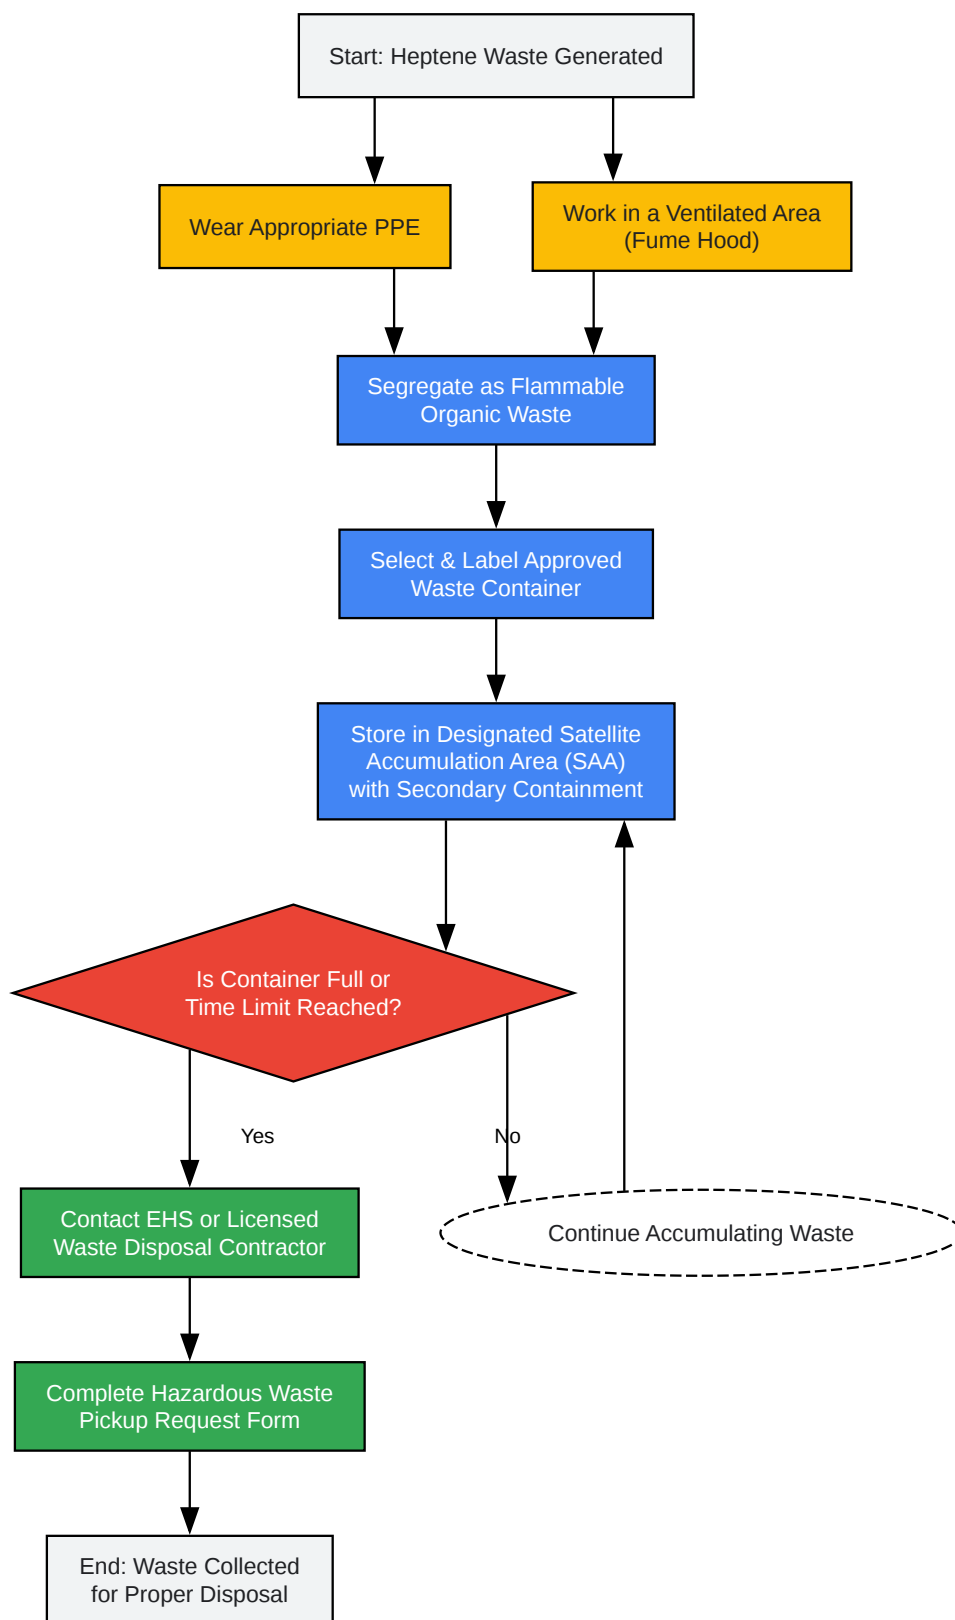 Start: Heptene Waste Generated
Wear Appropriate PPE
Work in a Ventilated Area
(Fume Hood)
Segregate as Flammable
Organic Waste
Select & Label Approved
Waste Container
Store in Designated Satellite
Accumulation Area (SAA)
with Secondary Containment
Is Container Full or
Time Limit Reached?
Yes
No
Contact EHS or Licensed
Waste Disposal Contractor
Continue Accumulating Waste
Complete Hazardous Waste
Pickup Request Form
End: Waste Collected
for Proper Disposal